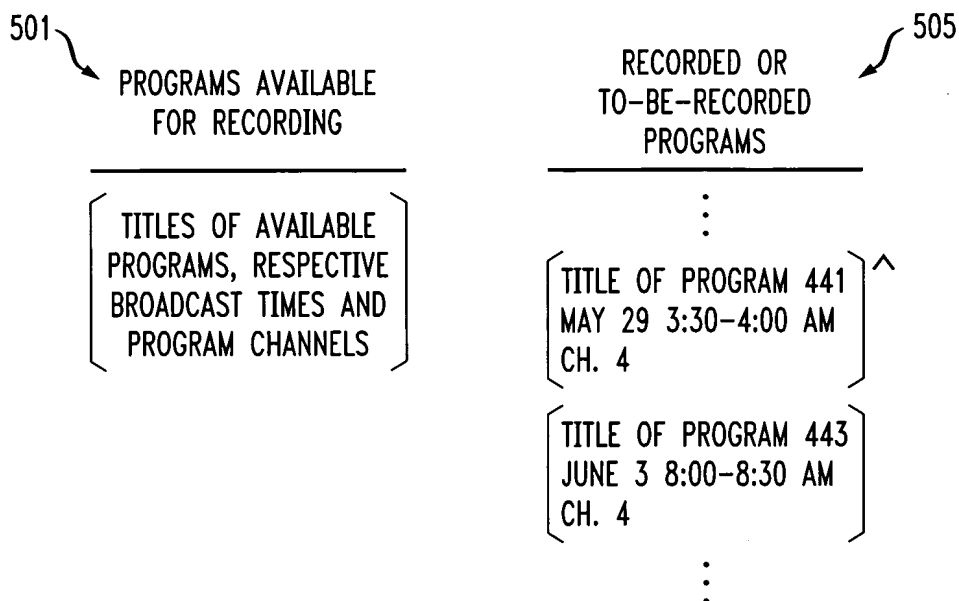 501
PROGRAMS AVAILABLE
FOR RECORDING
TITLES OF AVAILABLE
PROGRAMS, RESPECTIVE
BROADCAST TIMES AND
PROGRAM CHANNELS
505
RECORDED OR
TO-BE-RECORDED
PROGRAMS
TITLE OF PROGRAM 441 ^
MAY 29 3:30-4:00 AM
CH. 4
TITLE OF PROGRAM 443
JUNE 3 8:00-8:30 AM
CH. 4